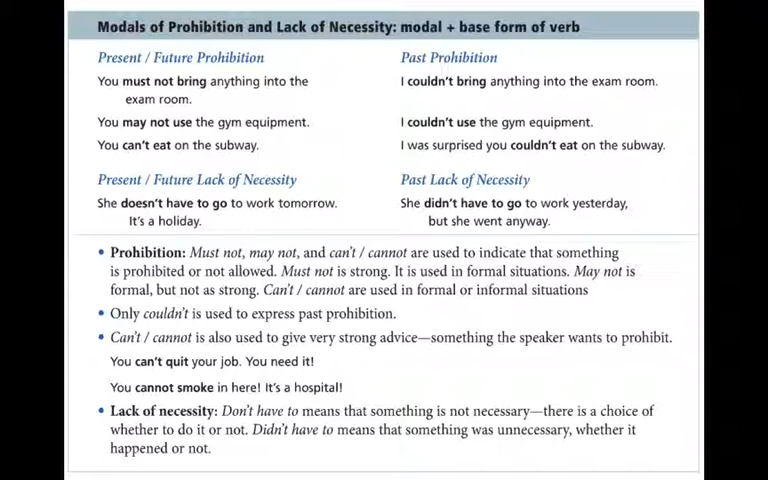 Modals of Prohibition and Lack of Necessity: modal + base form of verb
Present / Future Prohibition
You must not bring anything into the
exam room.
You may not use the gym equipment.
You can't eat on the subway.
Past Prohibition
I couldn't bring anything into the exam room.
I couldn't use the gym equipment.
I was surprised you couldn't eat on the subway.
Present / Future Lack of Necessity
She doesn't have to go to work tomorrow.
It's a holiday.
Past Lack of Necessity
She didn't have to go to work yesterday,
but she went anyway.
• Prohibition: Must not, may not, and can't / cannot are used to indicate that something
is prohibited or not allowed. Must not is strong. It is used in formal situations. May not is
formal, but not as strong. Can't / cannot are used in formal or informal situations
• Only couldn't is used to express past prohibition.
• Can't / cannot is also used to give very strong advice—something the speaker wants to prohibit.
You can't quit your job. You need it!
You cannot smoke in here! It's a hospital!
• Lack of necessity: Don't have to means that something is not necessary—there is a choice of
whether to do it or not. Didn't have to means that something was unnecessary, whether it
happened or not.